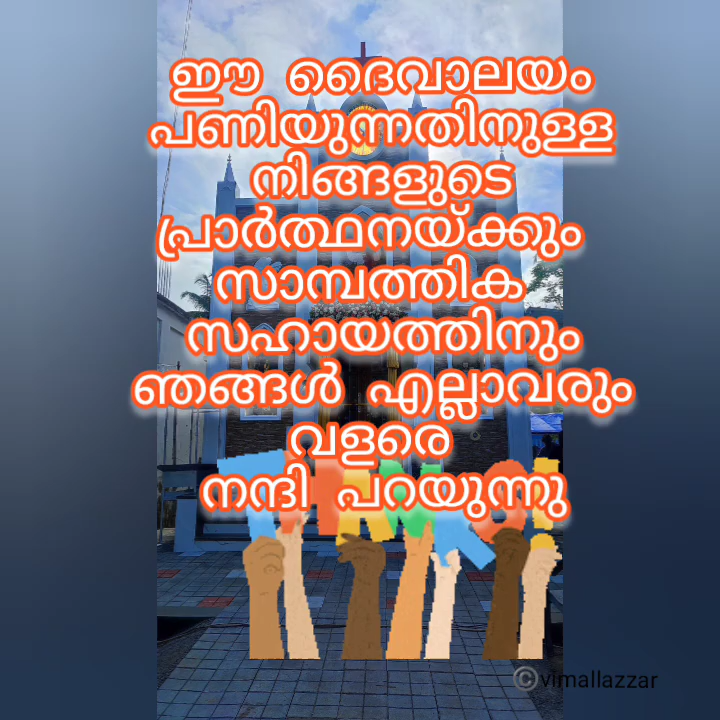 ഈ ദൈവാലയം
പണിയുന്നതിനുള്ള
നിങ്ങളുടെ
പ്രാർത്ഥനയ്ക്കും
സാമ്പത്തിക
സഹായത്തിനും
ഞങ്ങൾ എല്ലാവരും
വളരെ
നന്ദി പറയുന്നു
©vimallazzar